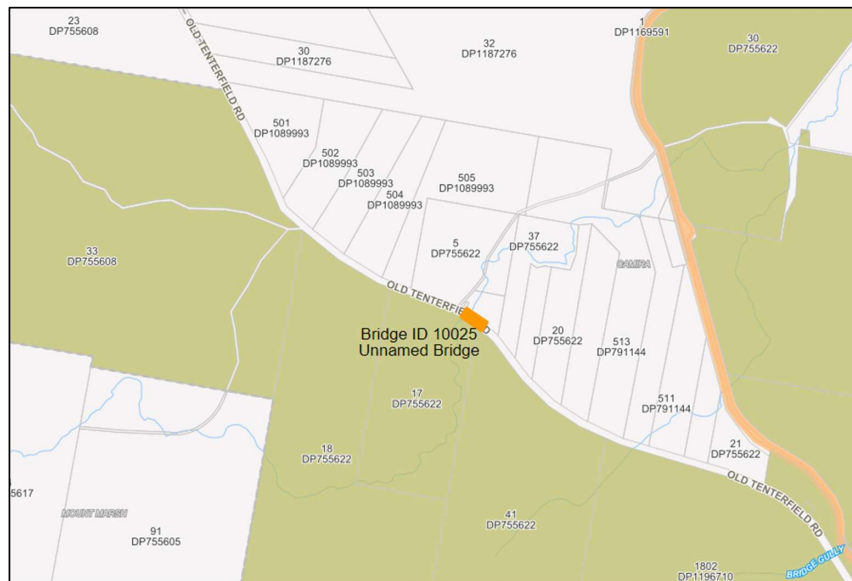 23
DP755608
OLD TENTERFIELD RD
30
DP1187276
32
DP1187276
1
DP1169591
30
DP755622
501
DP1089993
502
DP1089993
503
DP1089993
504
DP1089993
505
DP1089993
33
DP755608
5
DP755622
37
DP755622
CAMIRA
OLD TENTERFIELD RD
Bridge ID 10025
Unnamed Bridge
20
DP755622
513
DP791144
17
DP755622
511
DP791144
18
DP755622
21
DP755622
OLD TENTERFIELD RD
5617
MOUNT MARSH
91
DP755605
41
DP755622
1802
DP1196710
BRIDGE GULLY